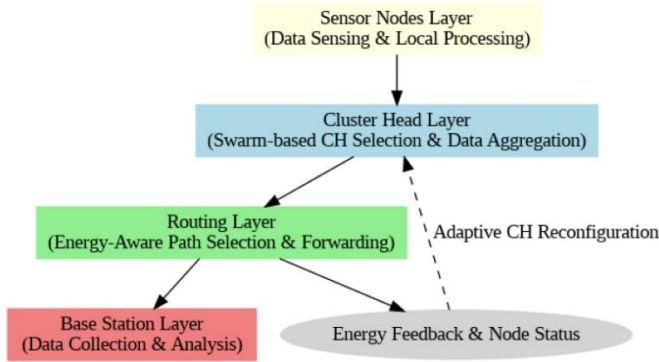 Sensor Nodes Layer
(Data Sensing & Local Processing)
Cluster Head Layer
(Swarm-based CH Selection & Data Aggregation)
Routing Layer
(Energy-Aware Path Selection & Forwarding)
Adaptive CH Reconfiguration
Base Station Layer
(Data Collection & Analysis)
Energy Feedback & Node Status